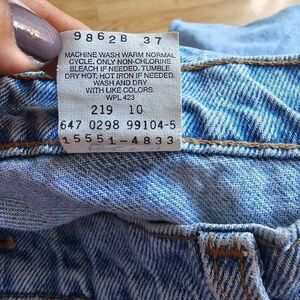 9862B 37
MACHINE WASH WARM NORMAL
CYCLE. ONLY NON-CHLORINE
BLEACH IF NEEDED. TUMBLE
DRY HOT. HOT IRON IF NEEDED.
WASH AND DRY
WITH LIKE COLORS.
WPL 423
219 10
647 0298 99104-5
15551-4833